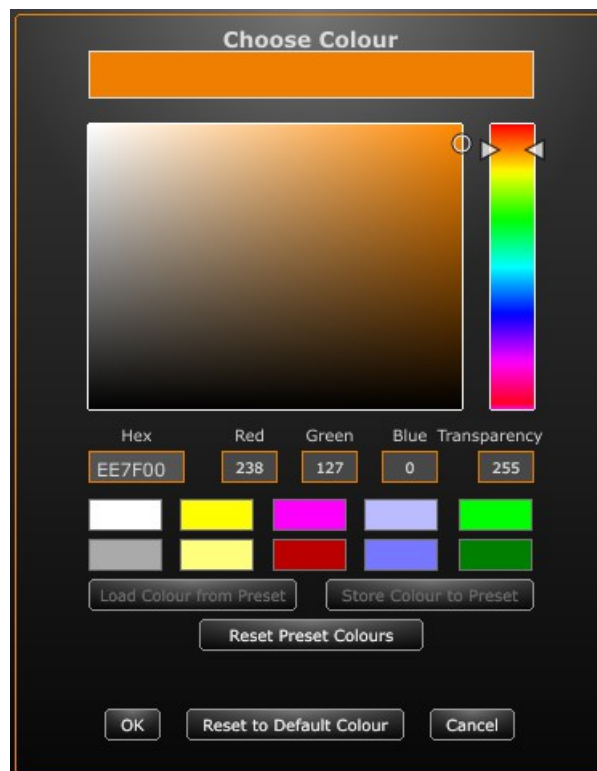 Choose Colour
Hex Red Green Blue Transparency
EE7F00 238 127 0 255
Load Colour from Preset Store Colour to Preset
Reset Preset Colours
OK Reset to Default Colour Cancel